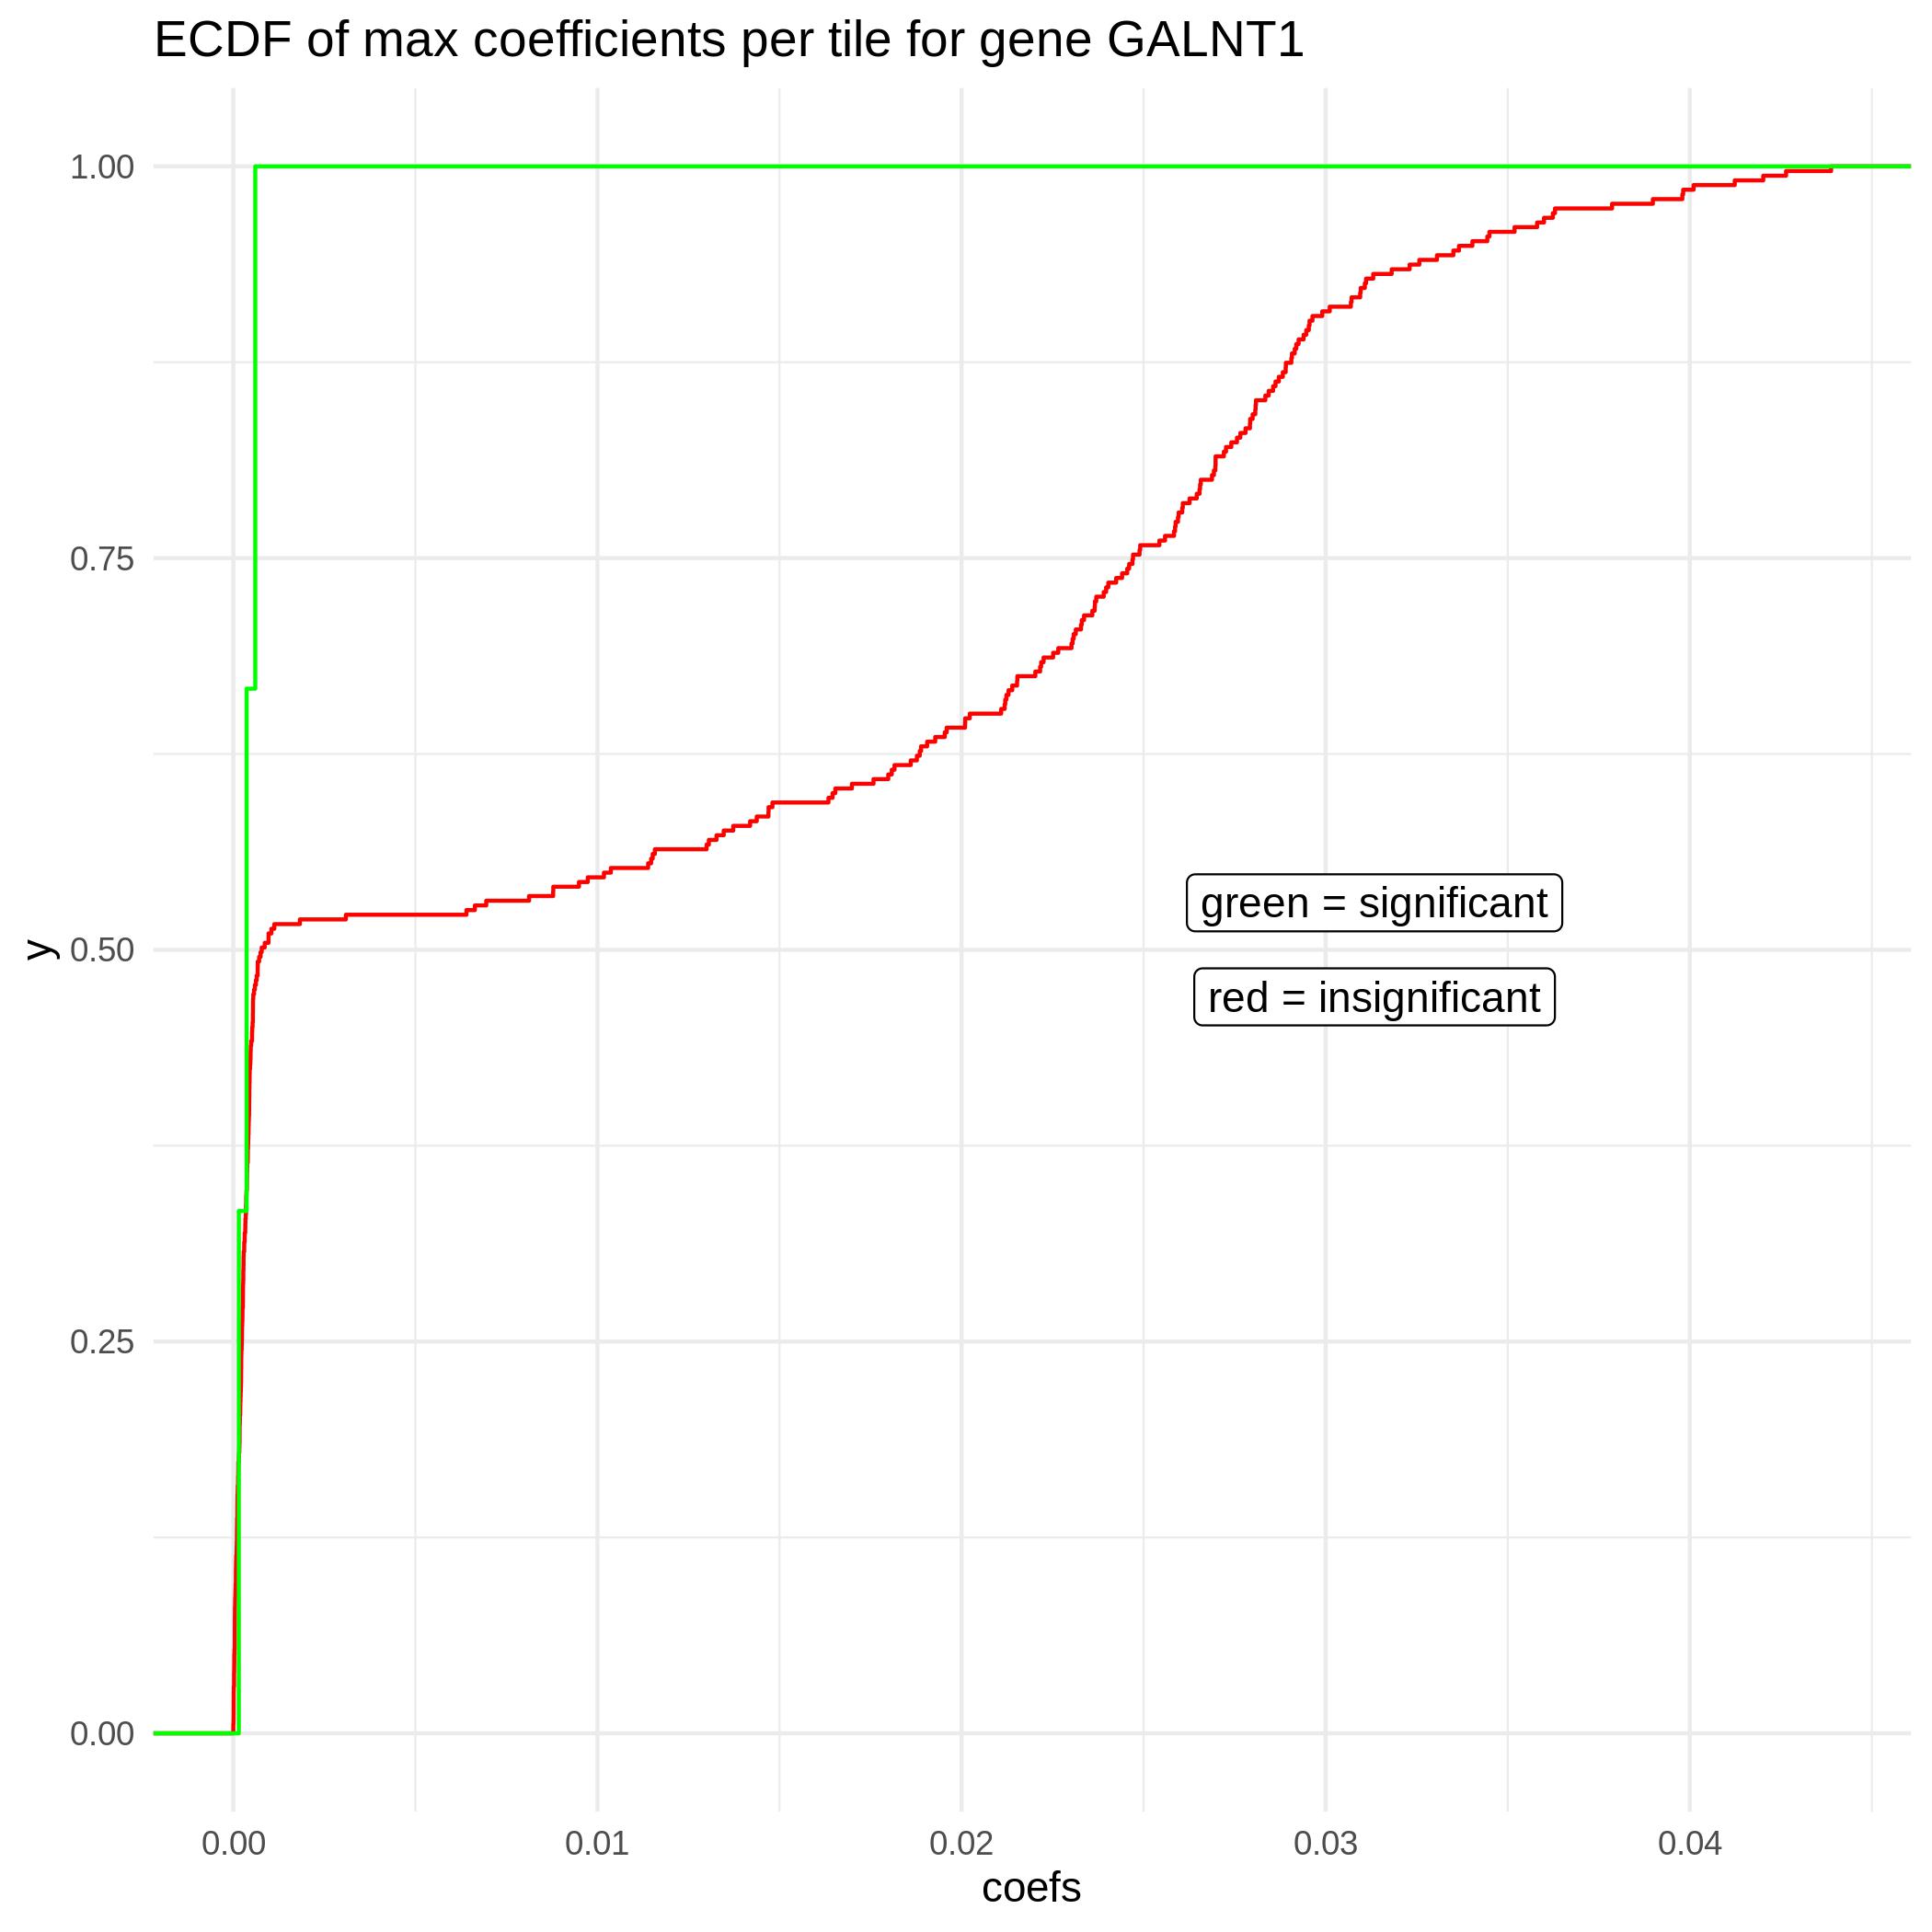 ECDF of max coefficients per tile for gene GALNT1
1.00
0.75
0.50
0.25
0.00
y
green = significant
red = insignificant
0.00 0.01 0.02 0.03 0.04
coefs